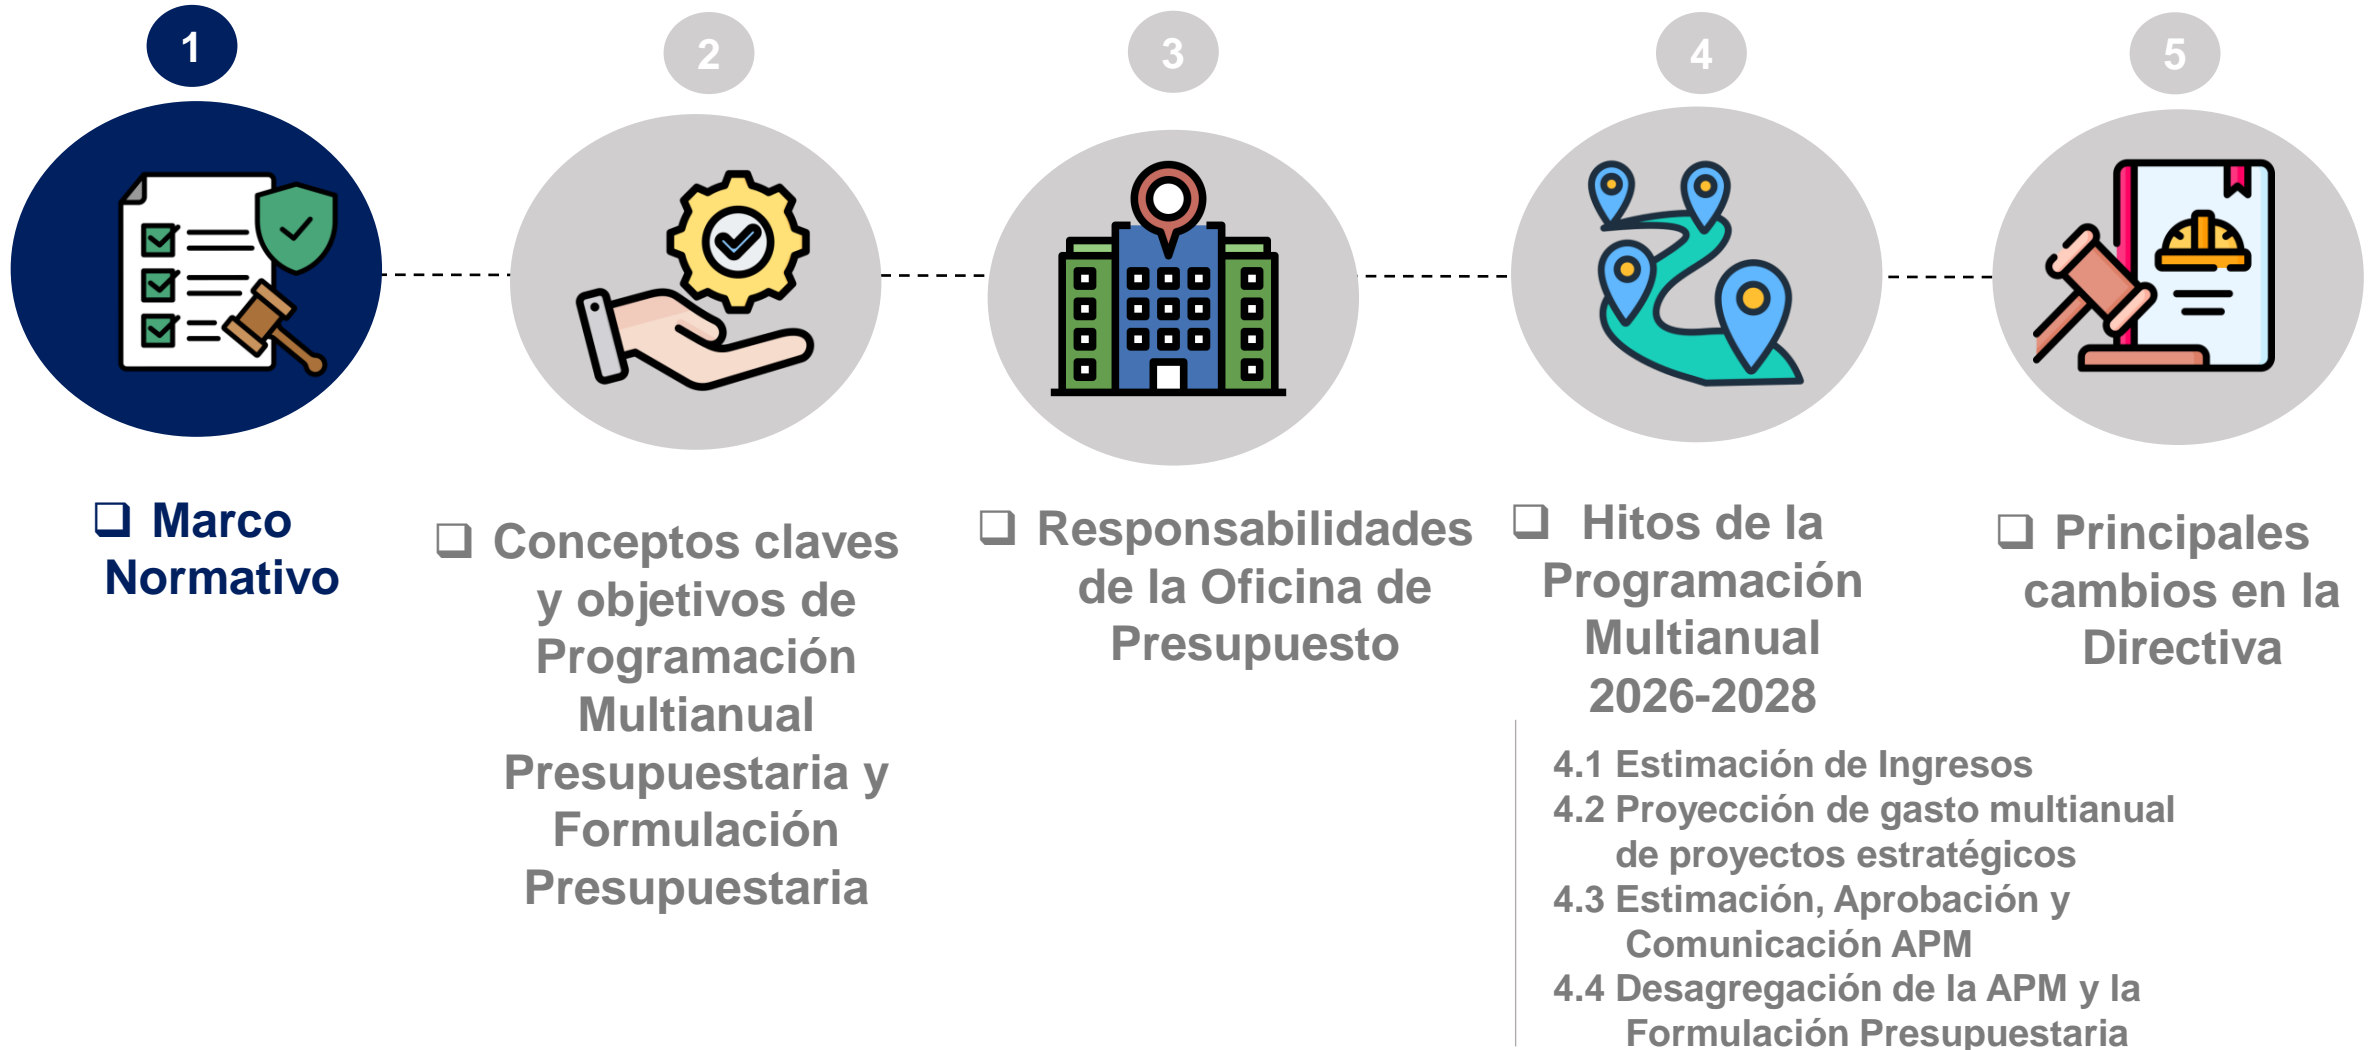 1
2
3
4
5
❑ Marco
Normativo
❑ Conceptos claves
y objetivos de
Programación
Multianual
Presupuestaria y
Formulación
Presupuestaria
❑ Responsabilidades
de la Oficina de
Presupuesto
❑ Hitos de la
Programación
Multianual
2026-2028
4.1 Estimación de Ingresos
4.2 Proyección de gasto multianual
de proyectos estratégicos
4.3 Estimación, Aprobación y
Comunicación APM
4.4 Desagregación de la APM y la
Formulación Presupuestaria
❑ Principales
cambios en la
Directiva